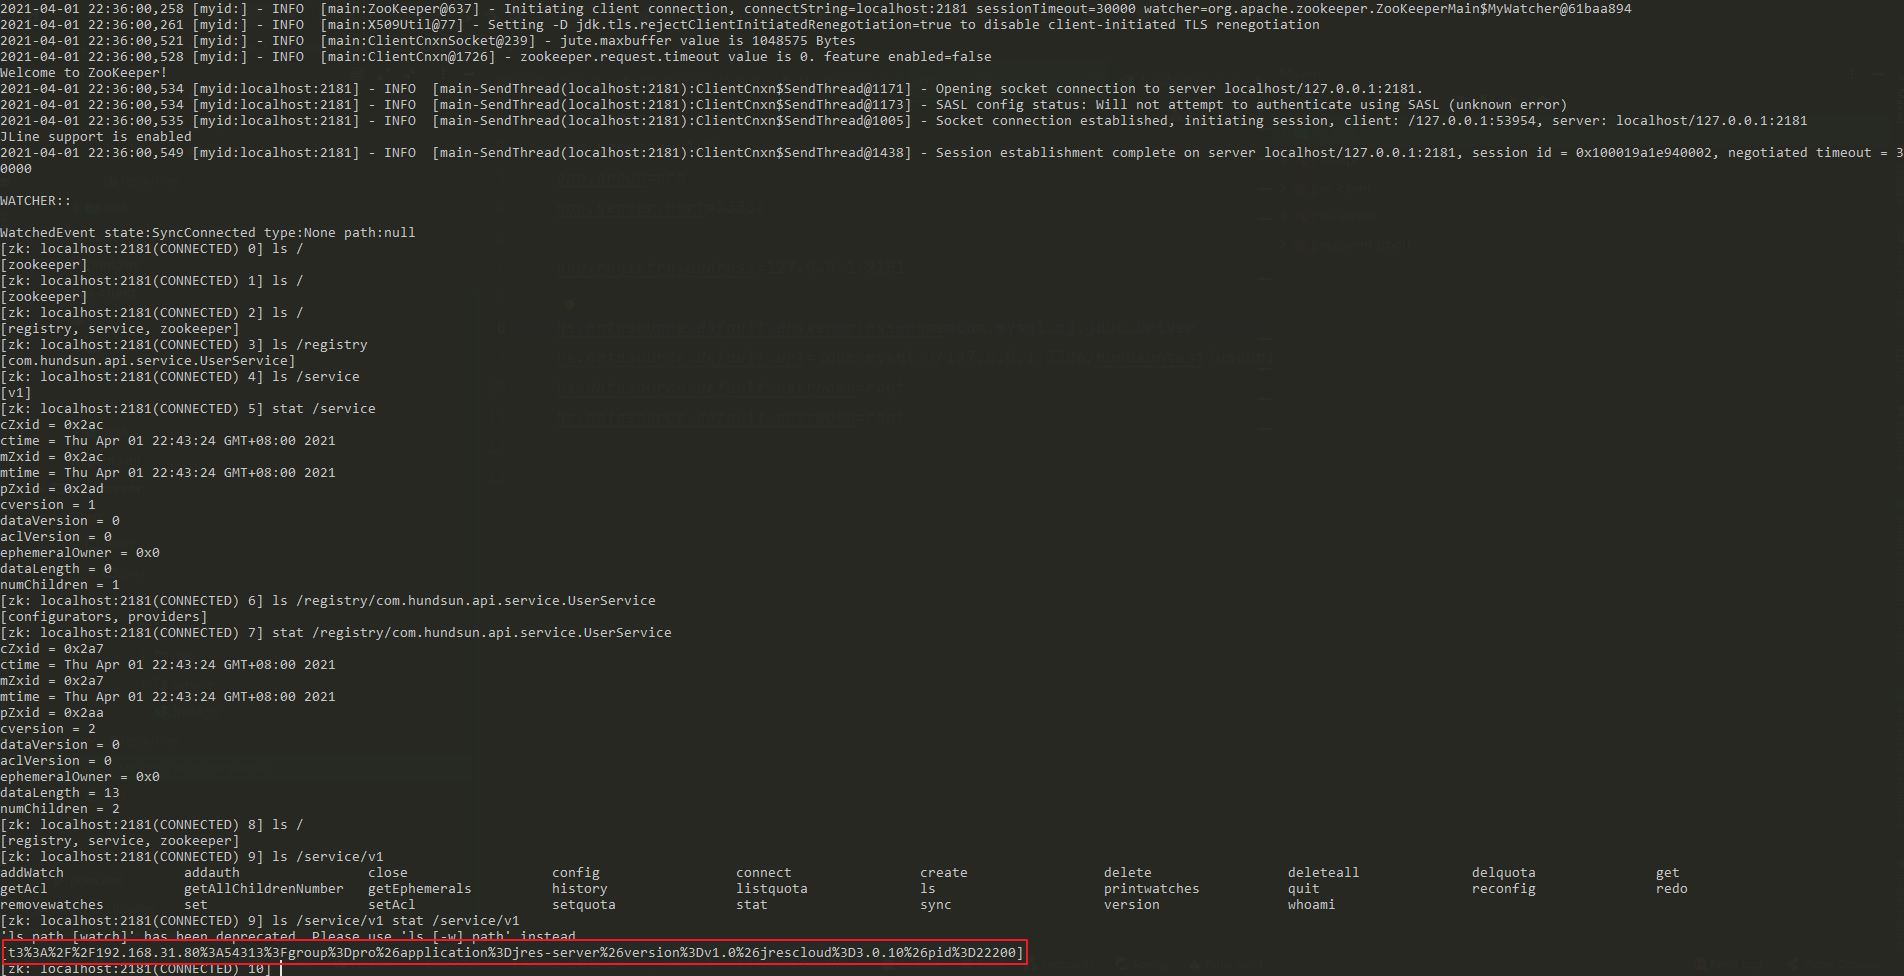 2021-04-01 22:36:00,258 [myid:] - INFO  [main:ZooKeeper@637] - Initiating client connection, connectString=localhost:2181 sessionTimeout=30000 watcher=org.apache.zookeeper.ZooKeeperMain$MyWatcher@61baa894
2021-04-01 22:36:00,261 [myid:] - INFO  [main:X509Util@77] - Setting -D jdk.tls.rejectClientInitiatedRenegotiation=true to disable client-initiated TLS renegotiation
2021-04-01 22:36:00,521 [myid:] - INFO  [main:ClientCnxnSocket@239] - jute.maxbuffer value is 1048575 Bytes
2021-04-01 22:36:00,528 [myid:] - INFO  [main:ClientCnxn@1726] - zookeeper.request.timeout value is 0. feature enabled=false
Welcome to ZooKeeper!
2021-04-01 22:36:00,534 [myid:localhost:2181] - INFO  [main-SendThread(localhost:2181):ClientCnxn$SendThread@1171] - Opening socket connection to server localhost/127.0.0.1:2181.
2021-04-01 22:36:00,534 [myid:localhost:2181] - INFO  [main-SendThread(localhost:2181):ClientCnxn$SendThread@1173] - SASL config status: Will not attempt to authenticate using SASL (unknown error)
2021-04-01 22:36:00,535 [myid:localhost:2181] - INFO  [main-SendThread(localhost:2181):ClientCnxn$SendThread@1005] - Socket connection established, initiating session, client: /127.0.0.1:53954, server: localhost/127.0.0.1:2181
JLine support is enabled
2021-04-01 22:36:00,549 [myid:localhost:2181] - INFO  [main-SendThread(localhost:2181):ClientCnxn$SendThread@1438] - Session establishment complete on server localhost/127.0.0.1:2181, session id = 0x100019a1e940002, negotiated timeout = 3
0000
WATCHER::
WatchedEvent state:SyncConnected type:None path:null
[zk: localhost:2181(CONNECTED) 0] ls /
[zookeeper]
[zk: localhost:2181(CONNECTED) 1] ls /
[zookeeper]
[zk: localhost:2181(CONNECTED) 2] ls /
[registry, service, zookeeper]
[zk: localhost:2181(CONNECTED) 3] ls /registry
[com.hundsun.api.service.UserService]
[zk: localhost:2181(CONNECTED) 4] ls /service
[v1]
[zk: localhost:2181(CONNECTED) 5] stat /service
cZxid = 0x2ac
ctime = Thu Apr 01 22:43:24 GMT+08:00 2021
mZxid = 0x2ac
mtime = Thu Apr 01 22:43:24 GMT+08:00 2021
pZxid = 0x2ad
cversion = 1
dataVersion = 0
aclVersion = 0
ephemeralOwner = 0x0
dataLength = 0
numChildren = 1
[zk: localhost:2181(CONNECTED) 6] ls /registry/com.hundsun.api.service.UserService
[configurators, providers]
[zk: localhost:2181(CONNECTED) 7] stat /registry/com.hundsun.api.service.UserService
cZxid = 0x2a7
ctime = Thu Apr 01 22:43:24 GMT+08:00 2021
mZxid = 0x2a7
mtime = Thu Apr 01 22:43:24 GMT+08:00 2021
pZxid = 0x2aa
cversion = 2
dataVersion = 0
aclVersion = 0
ephemeralOwner = 0x0
dataLength = 13
numChildren = 2
[zk: localhost:2181(CONNECTED) 8] ls /
[registry, service, zookeeper]
[zk: localhost:2181(CONNECTED) 9] ls /service/v1
addWatch addauth close config connect create delete deleteall delquota get
getAcl getAllChildrenNumber getEphemerals history listquota ls printwatches quit reconfig redo
removewatches set setAcl setquota stat sync version whoami
[zk: localhost:2181(CONNECTED) 9] ls /service/v1 stat /service/v1
'ls path [watch]' has been deprecated. Please use 'ls [-w] path' instead.
[t3%3A%2F%2F192.168.31.80%3A54313%3Fgroup%3Dpro%26application%3Djres-server%26version%3Dv1.0%26jrescloud%3D3.0.10%26pid%3D22200]
[zk: localhost:2181(CONNECTED) 10]